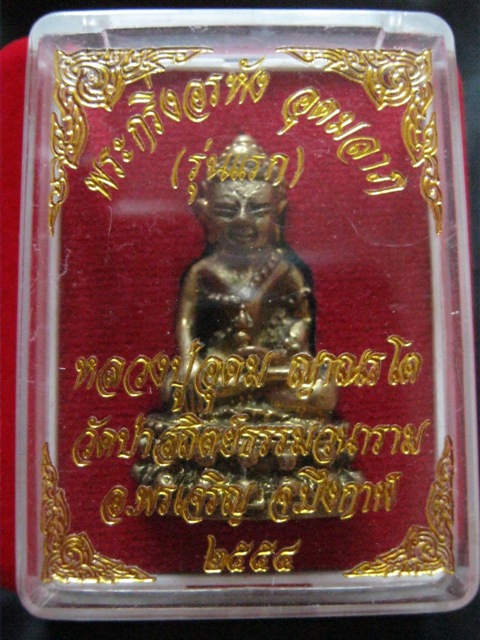 พระกริ่งอรหัง อุดมลาภ
(รุ่นแรก)
หลวงปู่อุดม ญาณรโต
วัดป่าสถิตย์ธรรมวนาราม
อ.พรเจริญ จ.บึงกาฬ
๒๕๕๔